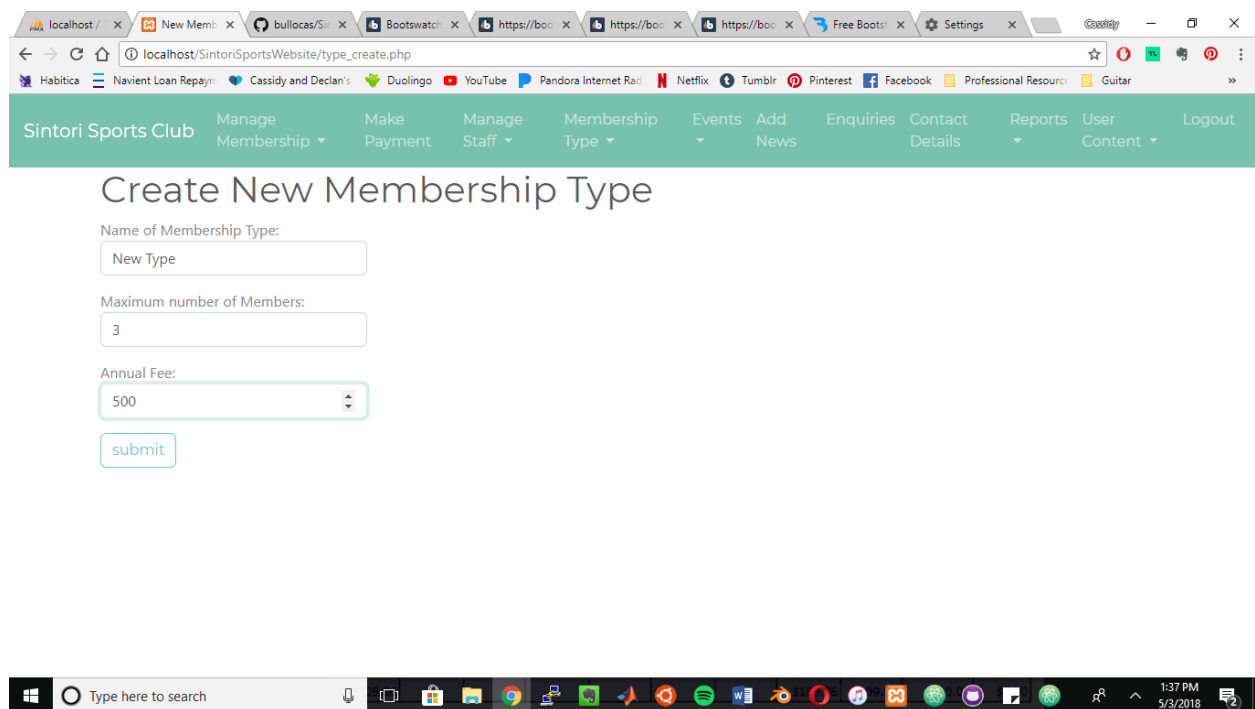 localhost /
New Memb
bullocas/Sir
Bootswatch
https://boo
https://boo
https://boo
Free Bootst
Settings
Cassidy
localhost/SintoriSportsWebsite/type_create.php
Habitica
Navient Loan Repaym
Cassidy and Declan's
Duolingo
YouTube
Pandora Internet Rad
Netflix
Tumblr
Pinterest
Facebook
Professional Resource
Guitar
Sintori Sports Club
Manage
Membership
Make
Payment
Manage
Staff
Membership
Type
Events
Add
News
Enquiries
Contact
Details
Reports
User
Content
Logout
Create New Membership Type
Name of Membership Type:
New Type
Maximum number of Members:
3
Annual Fee:
500
submit
Type here to search
1:37 PM
5/3/2018